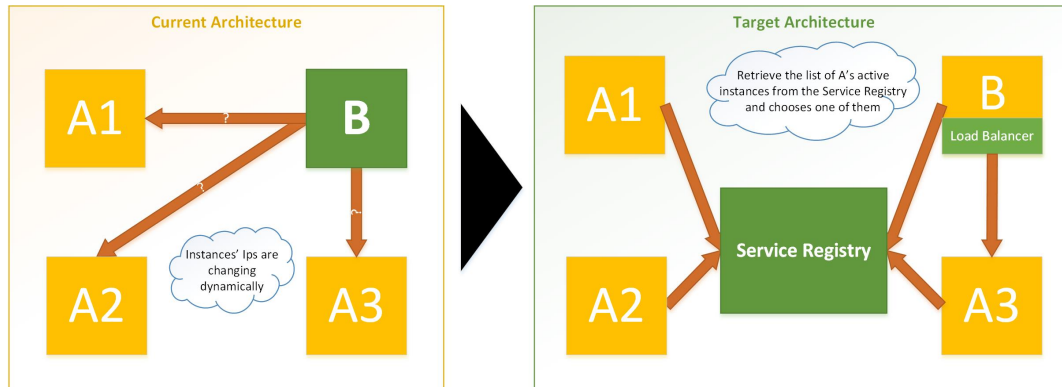 Current Architecture
A1
?
B
?
?
Instances' Ips are
changing
dynamically
A2
A3
Target Architecture
A1
Retrieve the list of A's active
instances from the Service Registry
and chooses one of them
B
Load Balancer
Service Registry
A2
A3